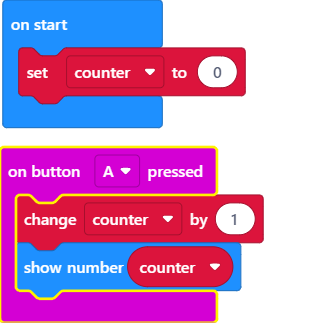 on start
set counter to 0
on button A pressed
change counter by 1
show number counter